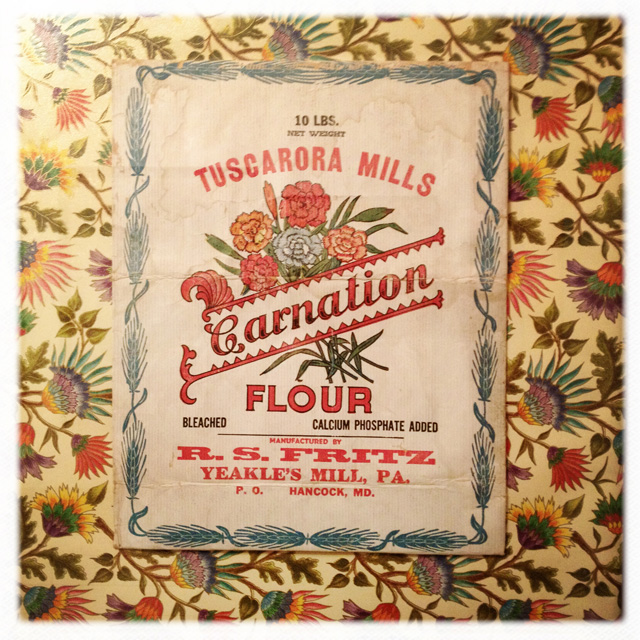 10 LBS.
NET WEIGHT
TUSCARORA MILLS
Carnation
FLOUR
BLEACHED CALCIUM PHOSPHATE ADDED
MANUFACTURED BY
R. S. FRITZ
YEAKLE'S MILL, PA.
P. O. HANCOCK, MD.